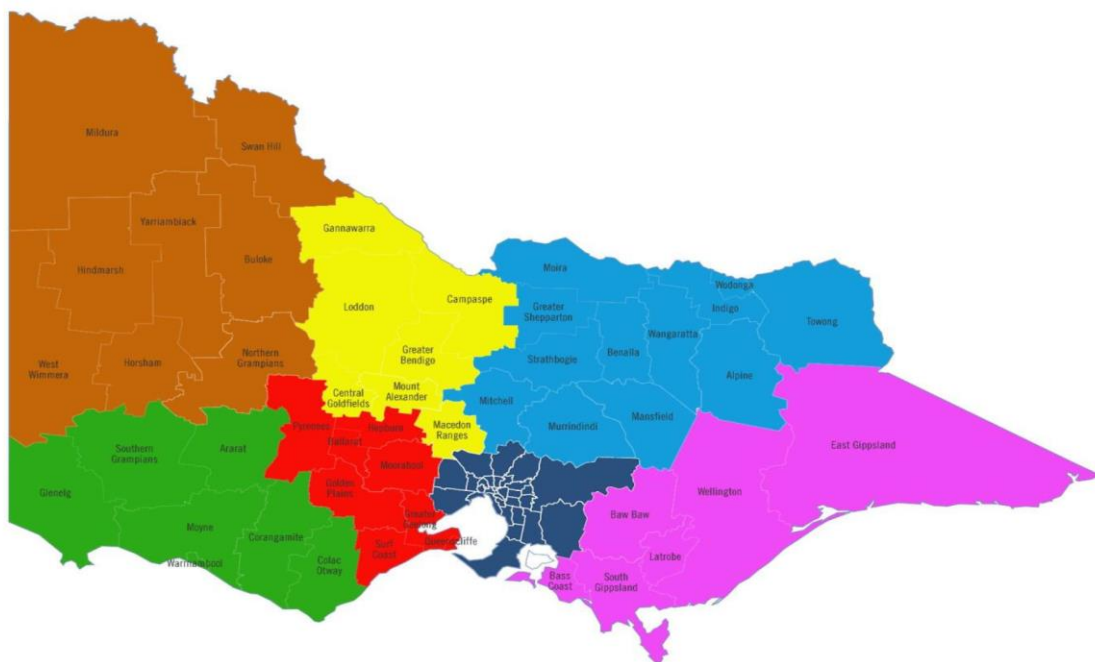 Mildura
Swan Hill
Yarriambiack
Gannawarra
Hindmarsh
Buloke
Moira
Wodonga
Loddon
Campaspe
Greater
Shepparton
Indigo
Towong
Wangaratta
West
Wimmera
Horsham
Northern
Grampians
Greater
Bendigo
Strathbogie
Benalla
Alpine
Central
Goldfields
Mount
Alexander
Mitchell
Mansfield
Pyrenees
Hepburn
Macedon
Ranges
Murrindindi
Ballarat
Southern
Grampians
Ararat
East Gippsland
Moorabool
Glenelg
Golden
Plains
Wellington
Baw Baw
Moyne
Corangamite
Greater
Geelong
Surf
Coast
Queenscliffe
Latrobe
Warrnambool
Colac
Otway
Bass
Coast
South
Gippsland